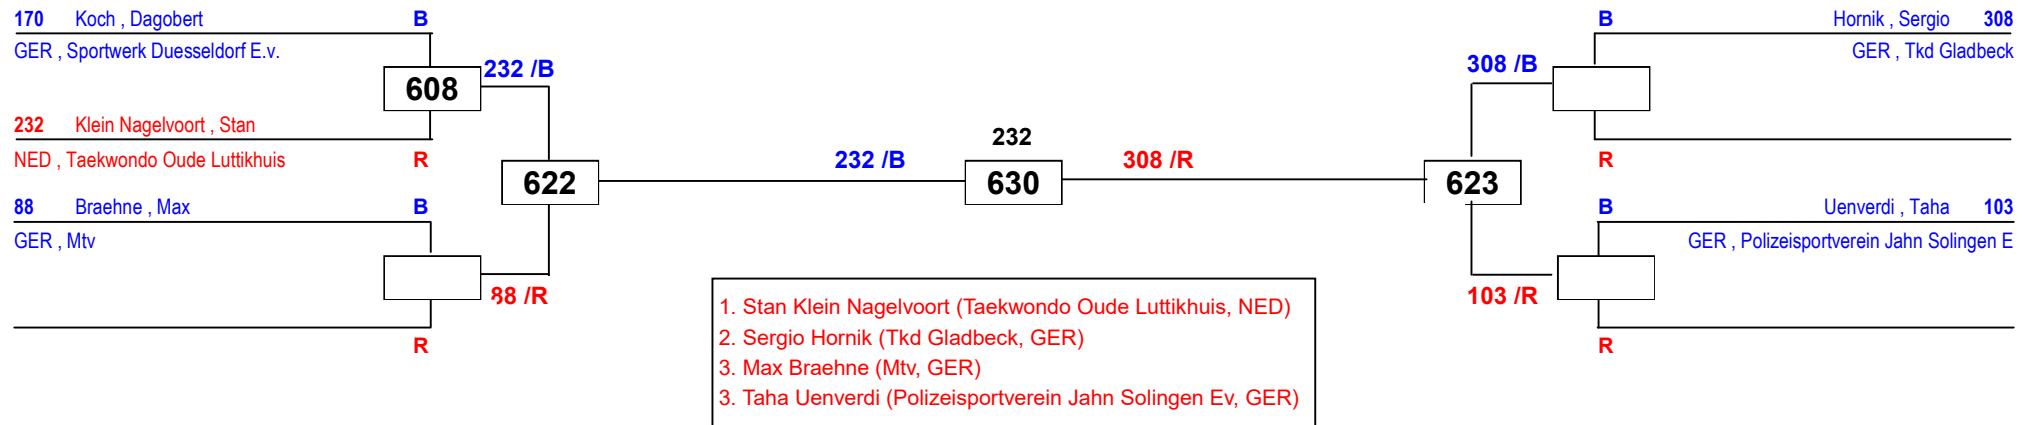 170 Koch , Dagobert B
GER , Sportwerk Duesseldorf E.v.
608
232 /B
232 Klein Nagelvoort , Stan
NED , Taekwondo Oude Luttikhuis R
622
88 Braehne , Max B
GER , Mtv
88 /R
R
232 /B
232
630
308 /R
B Hornik , Sergio 308
GER , Tkd Gladbeck
308 /B
R
623
B Uenverdi , Taha 103
GER , Polizeisportverein Jahn Solingen E
103 /R
R
1. Stan Klein Nagelvoort (Taekwondo Oude Luttikhuis, NED)
2. Sergio Hornik (Tkd Gladbeck, GER)
3. Max Braehne (Mtv, GER)
3. Taha Uenverdi (Polizeisportverein Jahn Solingen Ev, GER)